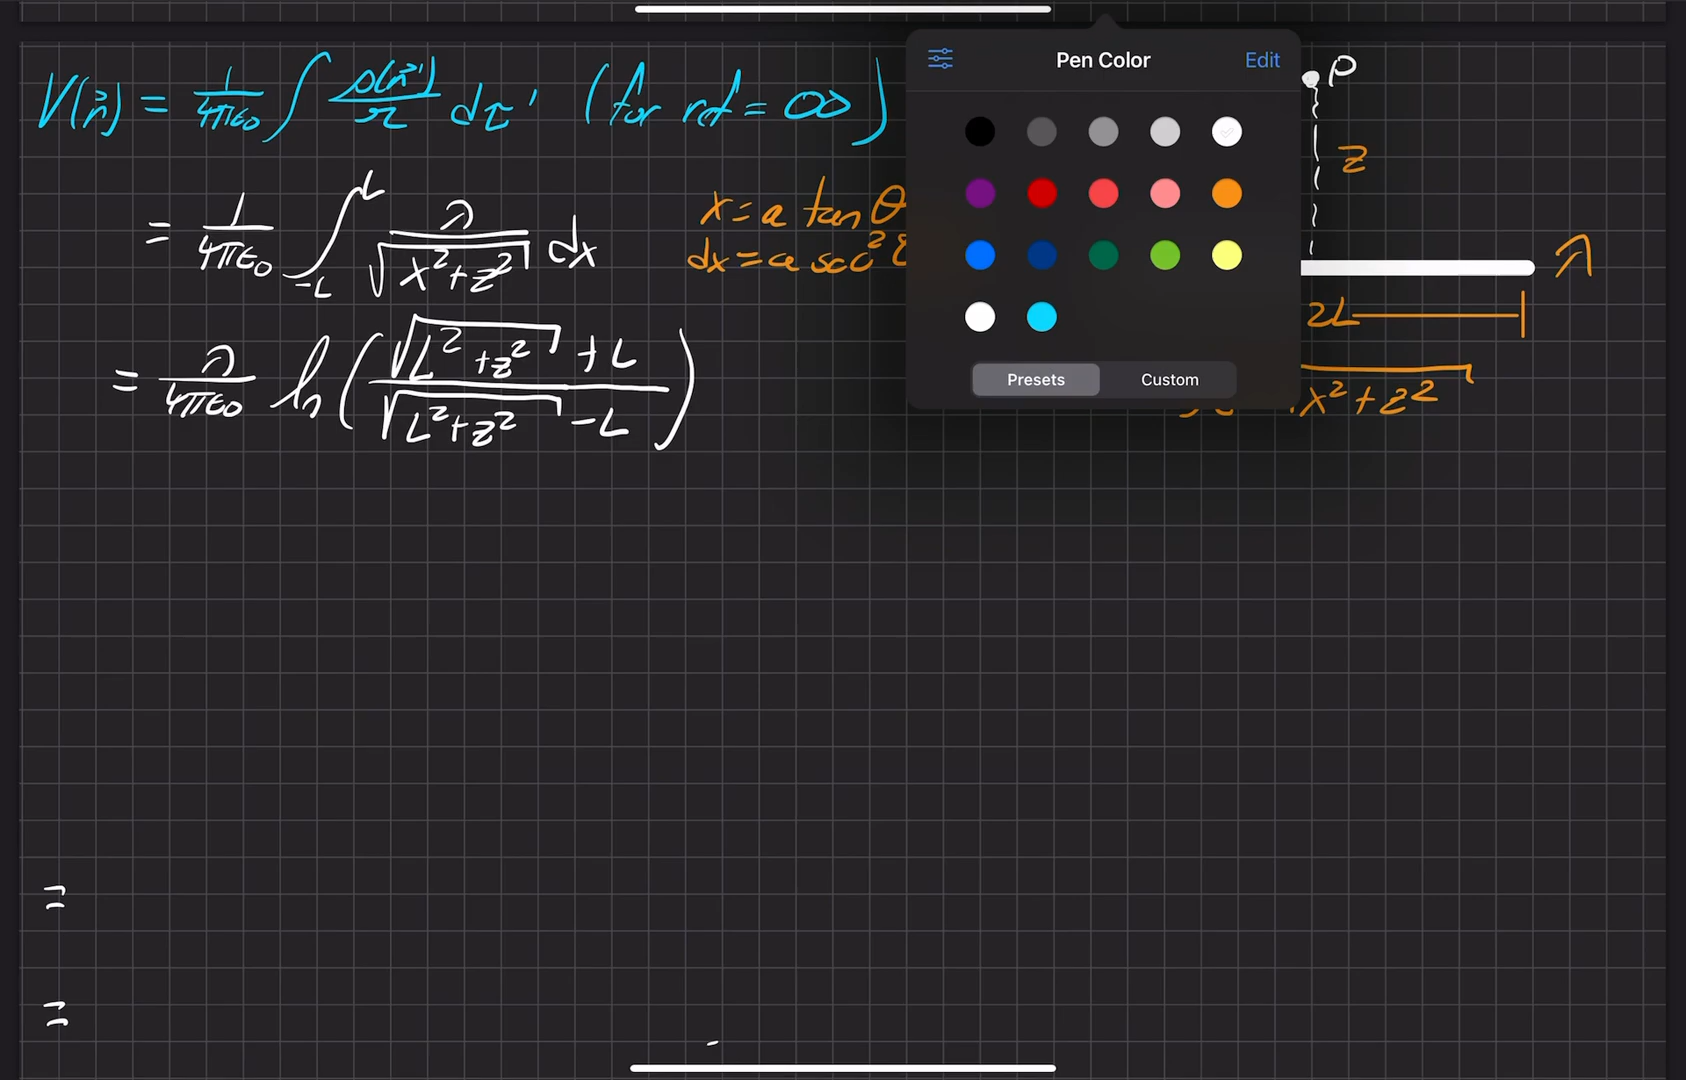 V(r⃗) = 1/4πε₀ ∫ ρ(r⃗')/𝓇 dτ' (for ref = ∞)
= 1/4πε₀ ∫₋Lᴸ λ/√(x²+z²) dx
x = a tan θ
dx = a sec²
= λ/4πε₀ ln( (√(L²+z²) + L) / (√(L²+z²) - L) )
=
=
Pen Color
Edit
Presets
Custom
P
z
λ
2L
x²+z²